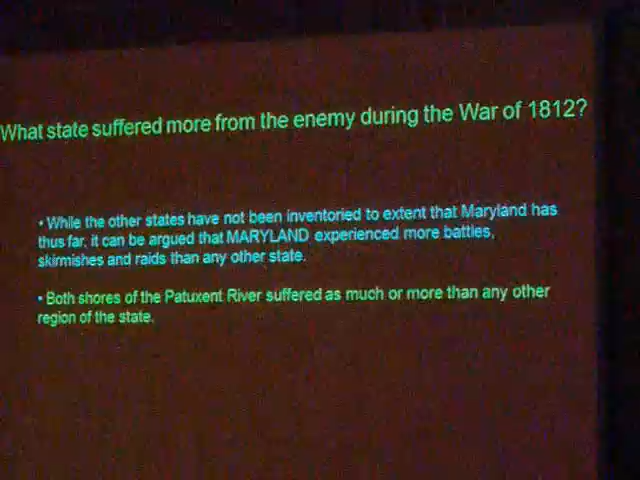 What state suffered more from the enemy during the War of 1812?
• While the other states have not been inventoried to extent that Maryland has
thus far, it can be argued that MARYLAND experienced more battles,
skirmishes and raids than any other state.
• Both shores of the Patuxent River suffered as much or more than any other
region of the state.